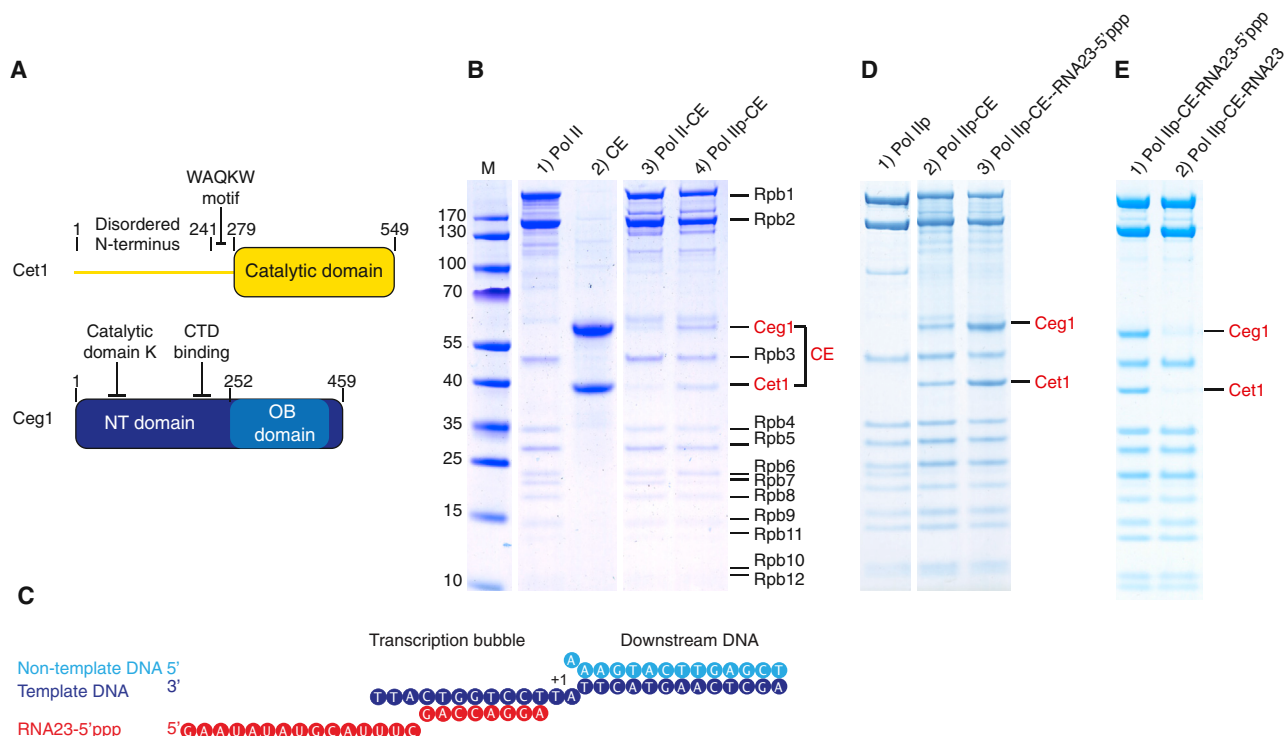 A
1
Disordered
N-terminus
WAQKW
motif
241
279
549
Cet1
Catalytic domain
Catalytic
domain K
CTD
binding
1
252
459
Ceg1
NT domain
OB
domain
B
M
1) Pol II
2) CE
3) Pol II-CE
4) Pol IIp-CE
170
130
100
70
55
40
35
25
15
10
Rpb1
Rpb2
Ceg1
Rpb3
CE
Cet1
Rpb4
Rpb5
Rpb6
Rpb7
Rpb8
Rpb9
Rpb11
Rpb10
Rpb12
D
1) Pol IIp
2) Pol IIp-CE
3) Pol IIp-CE--RNA23-5'ppp
Ceg1
Cet1
E
1) Pol IIp-CE-RNA23-5'ppp
2) Pol IIp-CE-RNA23
Ceg1
Cet1
C
Transcription bubble
Downstream DNA
Non-template DNA 5'
A
AAGTACTTGAGCT
+1
Template DNA 3'
TTACTGGTCCTTA
TTCATGAACTCGA
GACCAGGA
RNA23-5'ppp 5'
GAAUAUAUGCAUUUC